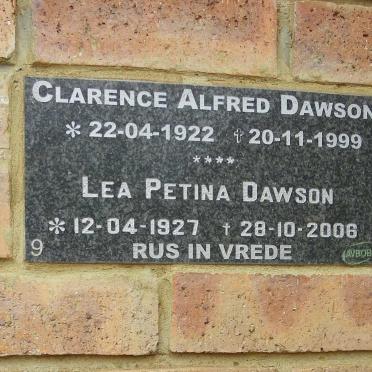 CLARENCE ALFRED DAWSON
* 22-04-1922 † 20-11-1999
****
LEA PETINA DAWSON
* 12-04-1927 † 28-10-2006
RUS IN VREDE
9
AVBOB